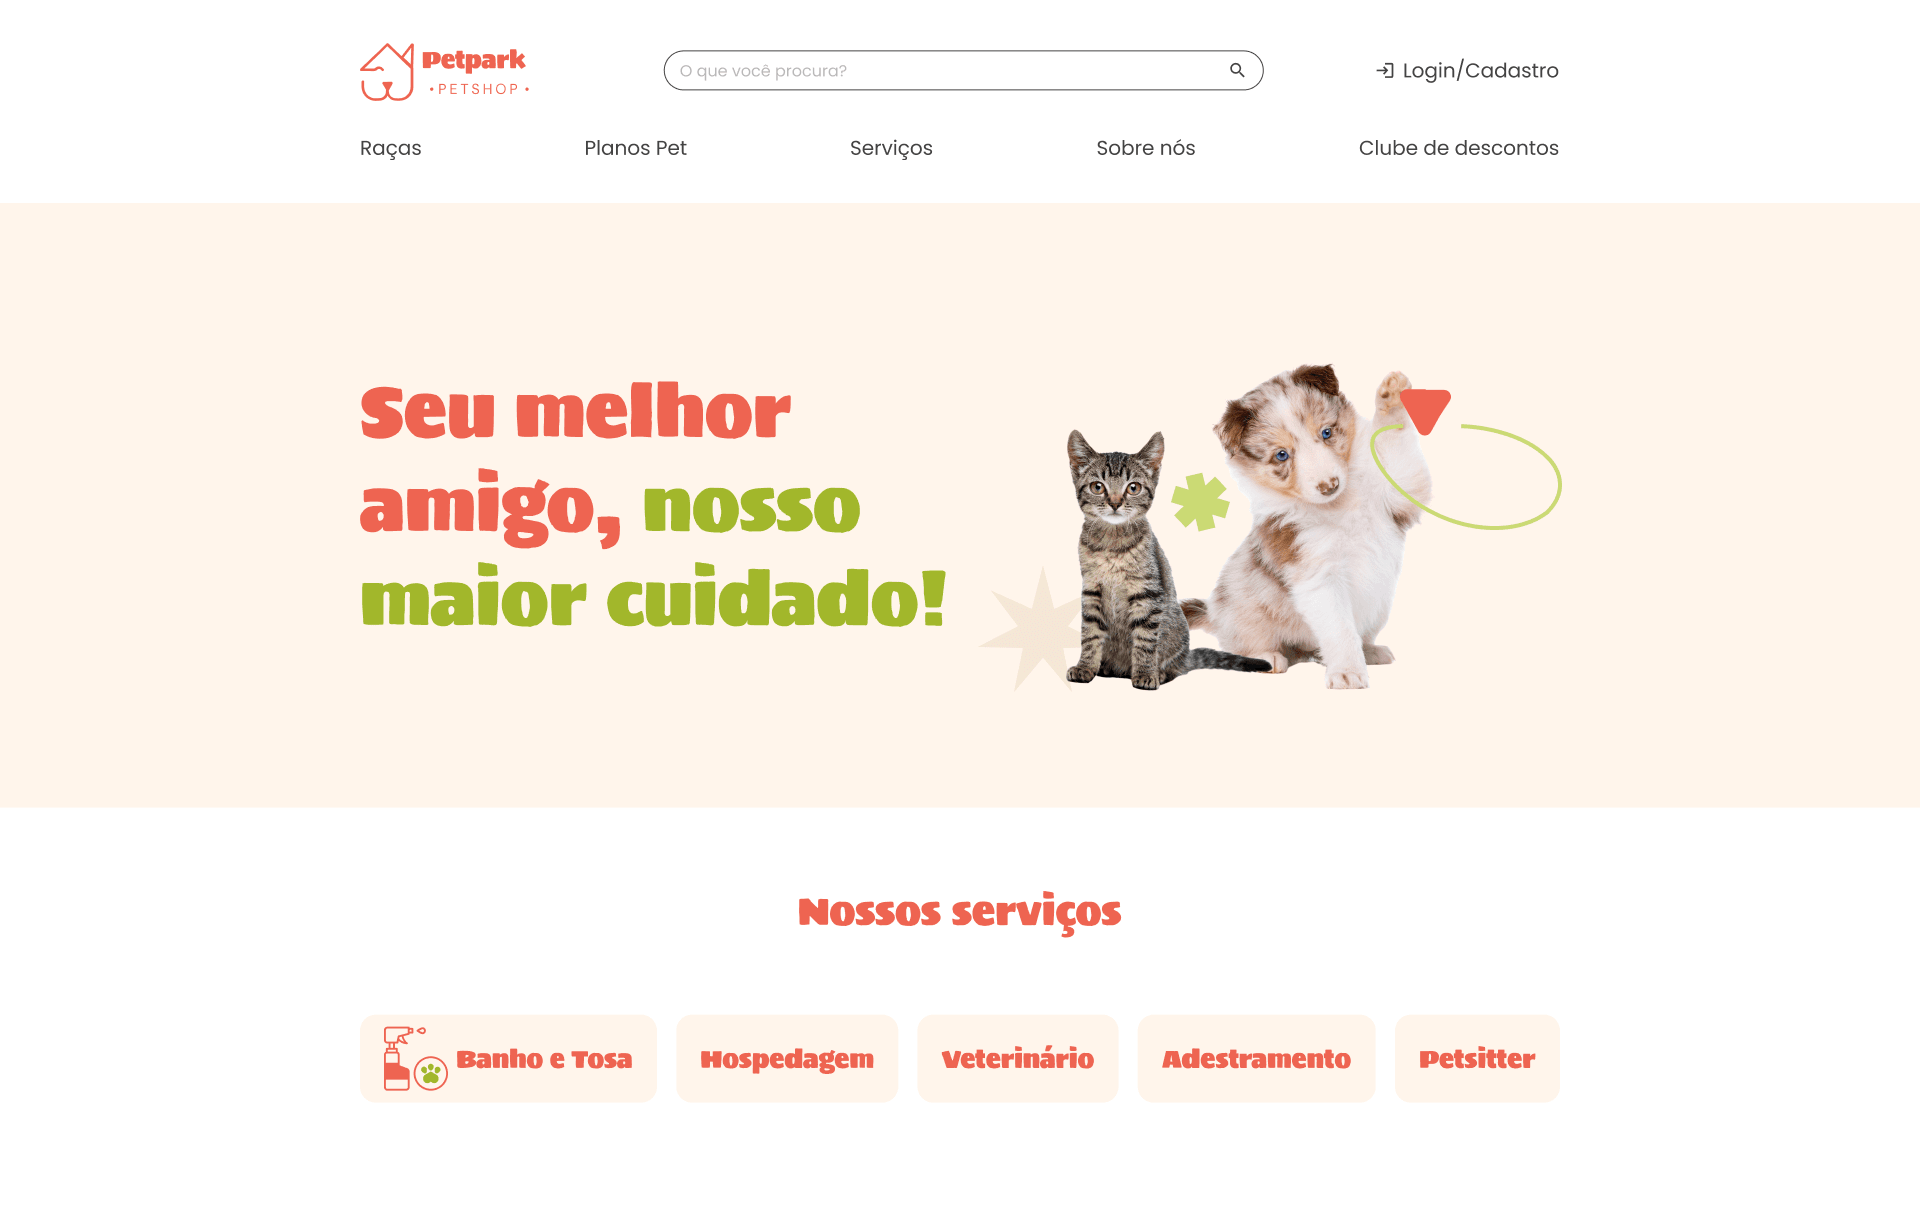 Petpark
• PETSHOP •
O que você procura?
Login/Cadastro
Raças
Planos Pet
Serviços
Sobre nós
Clube de descontos
Seu melhor
amigo, nosso
maior cuidado!
Nossos serviços
Banho e Tosa
Hospedagem
Veterinário
Adestramento
Petsitter